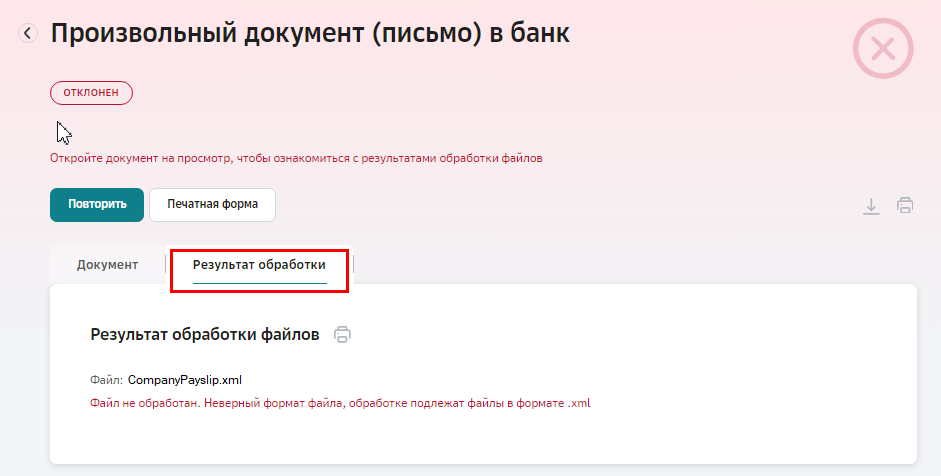 Произвольный документ (письмо) в банк
ОТКЛОНЕН
Откройте документ на просмотр, чтобы ознакомиться с результатами обработки файлов
Повторить
Печатная форма
Документ
Результат обработки
Результат обработки файлов
Файл: CompanyPayslip.xml
Файл не обработан. Неверный формат файла, обработке подлежат файлы в формате .xml